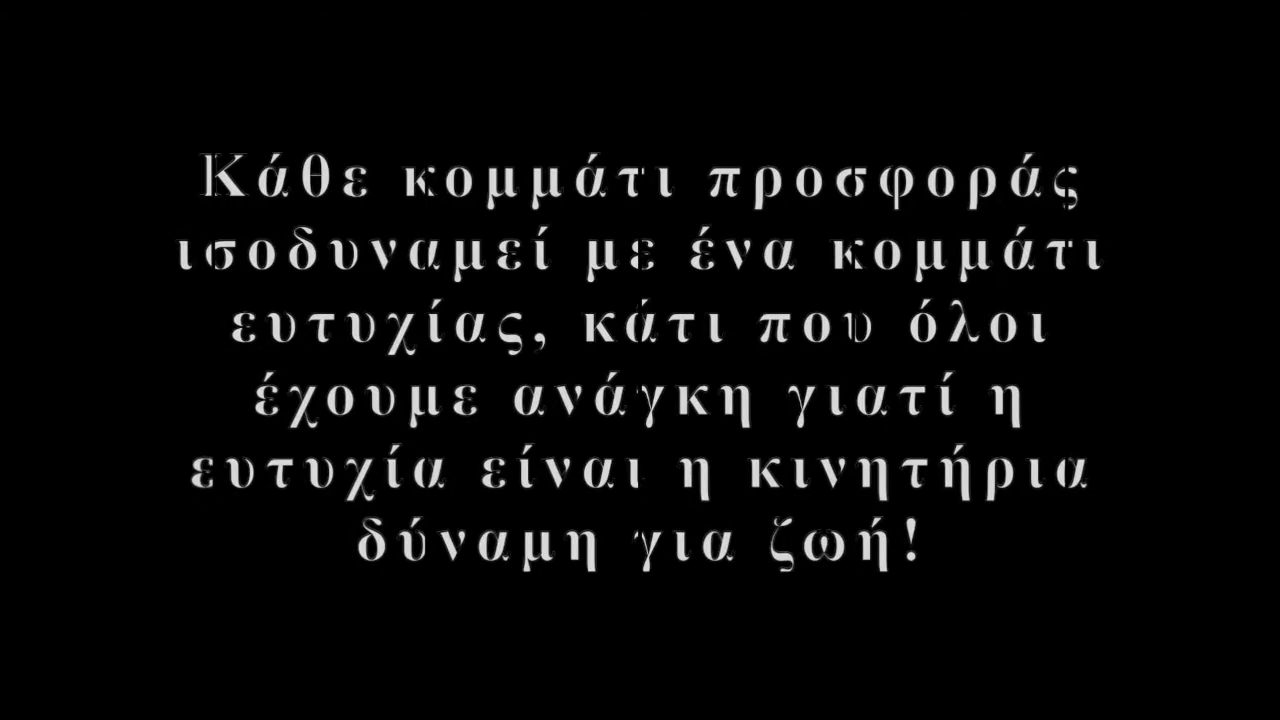 Κάθε κομμάτι προσφοράς
ισοδυναμεί με ένα κομμάτι
ευτυχίας, κάτι που όλοι
έχουμε ανάγκη γιατί η
ευτυχία είναι η κινητήρια
δύναμη για ζωή!